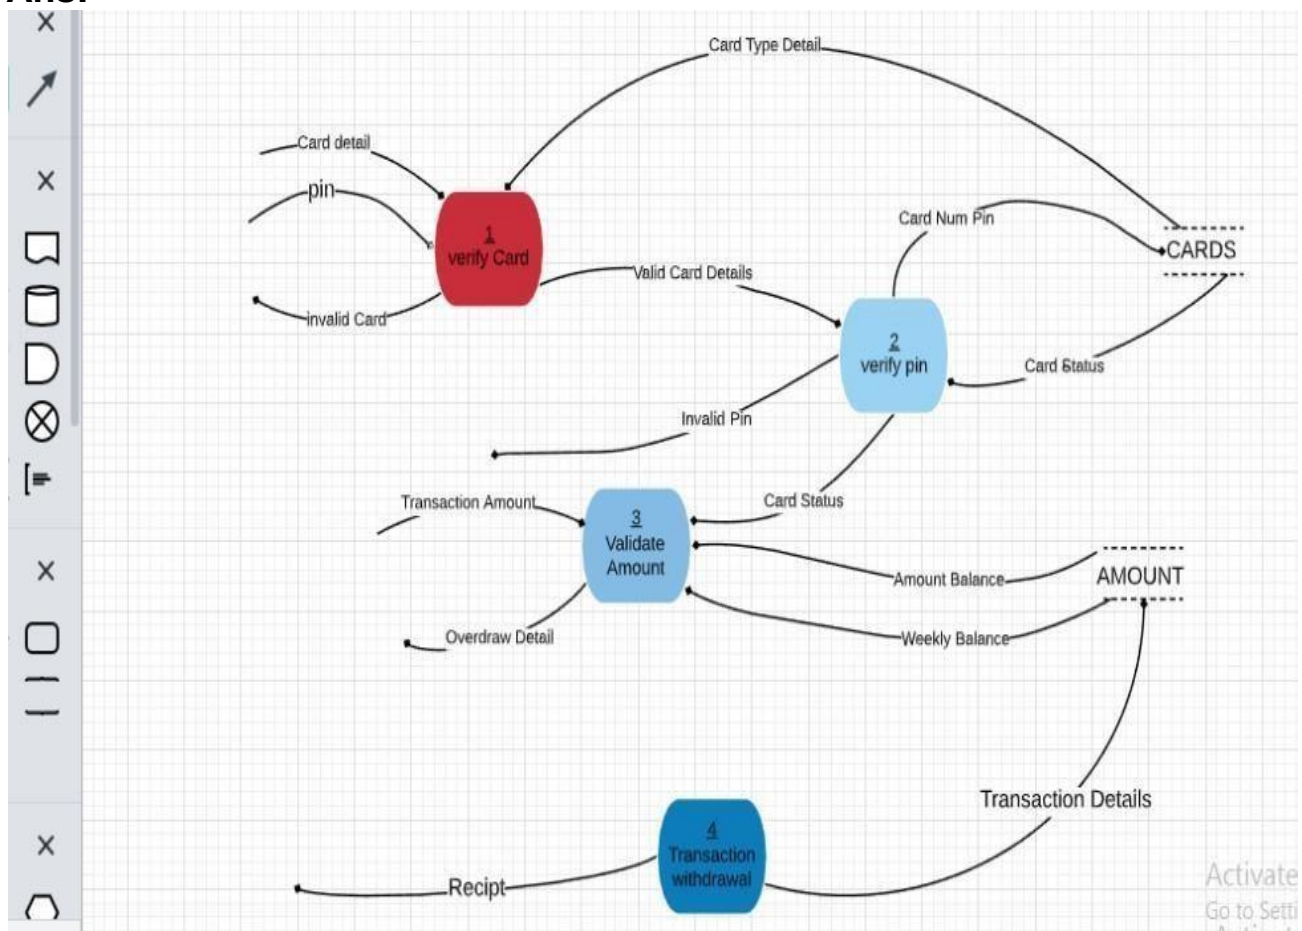 Ans:
Card Type Detail
Card detail
pin
1
verify Card
Card Num Pin
CARDS
Valid Card Details
invalid Card
2
verify pin
Card Status
Invalid Pin
Transaction Amount
Card Status
3
Validate
Amount
Amount Balance
AMOUNT
Overdraw Detail
Weekly Balance
Transaction Details
4
Transaction
withdrawal
Recipt
Activate
Go to Setti